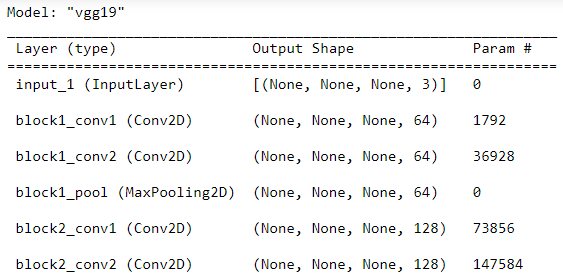 Model: "vgg19"
_________________________________________________________________
Layer (type) Output Shape Param #
=================================================================
input_1 (InputLayer) [(None, None, None, 3)] 0
block1_conv1 (Conv2D) (None, None, None, 64) 1792
block1_conv2 (Conv2D) (None, None, None, 64) 36928
block1_pool (MaxPooling2D) (None, None, None, 64) 0
block2_conv1 (Conv2D) (None, None, None, 128) 73856
block2_conv2 (Conv2D) (None, None, None, 128) 147584